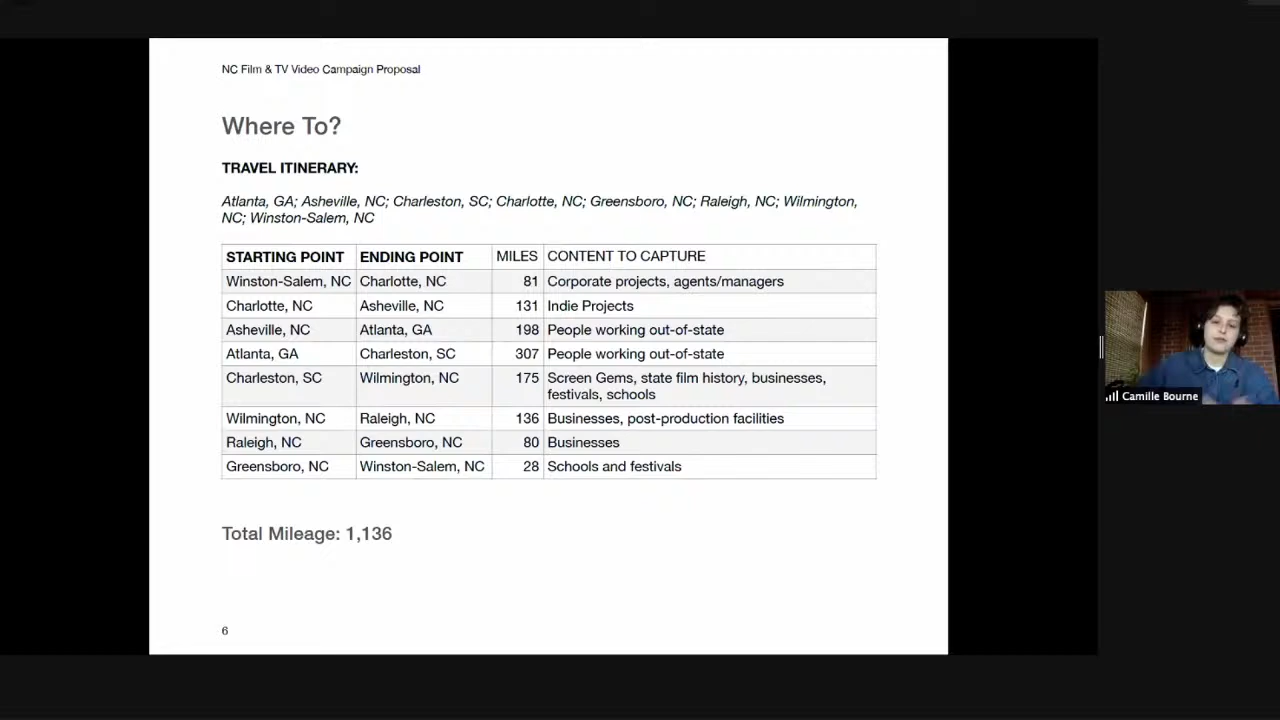 NC Film & TV Video Campaign Proposal
Where To?
TRAVEL ITINERARY:
Atlanta, GA; Asheville, NC; Charleston, SC; Charlotte, NC; Greensboro, NC; Raleigh, NC; Wilmington,
NC; Winston-Salem, NC
STARTING POINT ENDING POINT MILES CONTENT TO CAPTURE
Winston-Salem, NC Charlotte, NC 81 Corporate projects, agents/managers
Charlotte, NC Asheville, NC 131 Indie Projects
Asheville, NC Atlanta, GA 198 People working out-of-state
Atlanta, GA Charleston, SC 307 People working out-of-state
Charleston, SC Wilmington, NC 175 Screen Gems, state film history, businesses,
festivals, schools
Wilmington, NC Raleigh, NC 136 Businesses, post-production facilities
Raleigh, NC Greensboro, NC 80 Businesses
Greensboro, NC Winston-Salem, NC 28 Schools and festivals
Total Mileage: 1,136
6
Camille Bourne